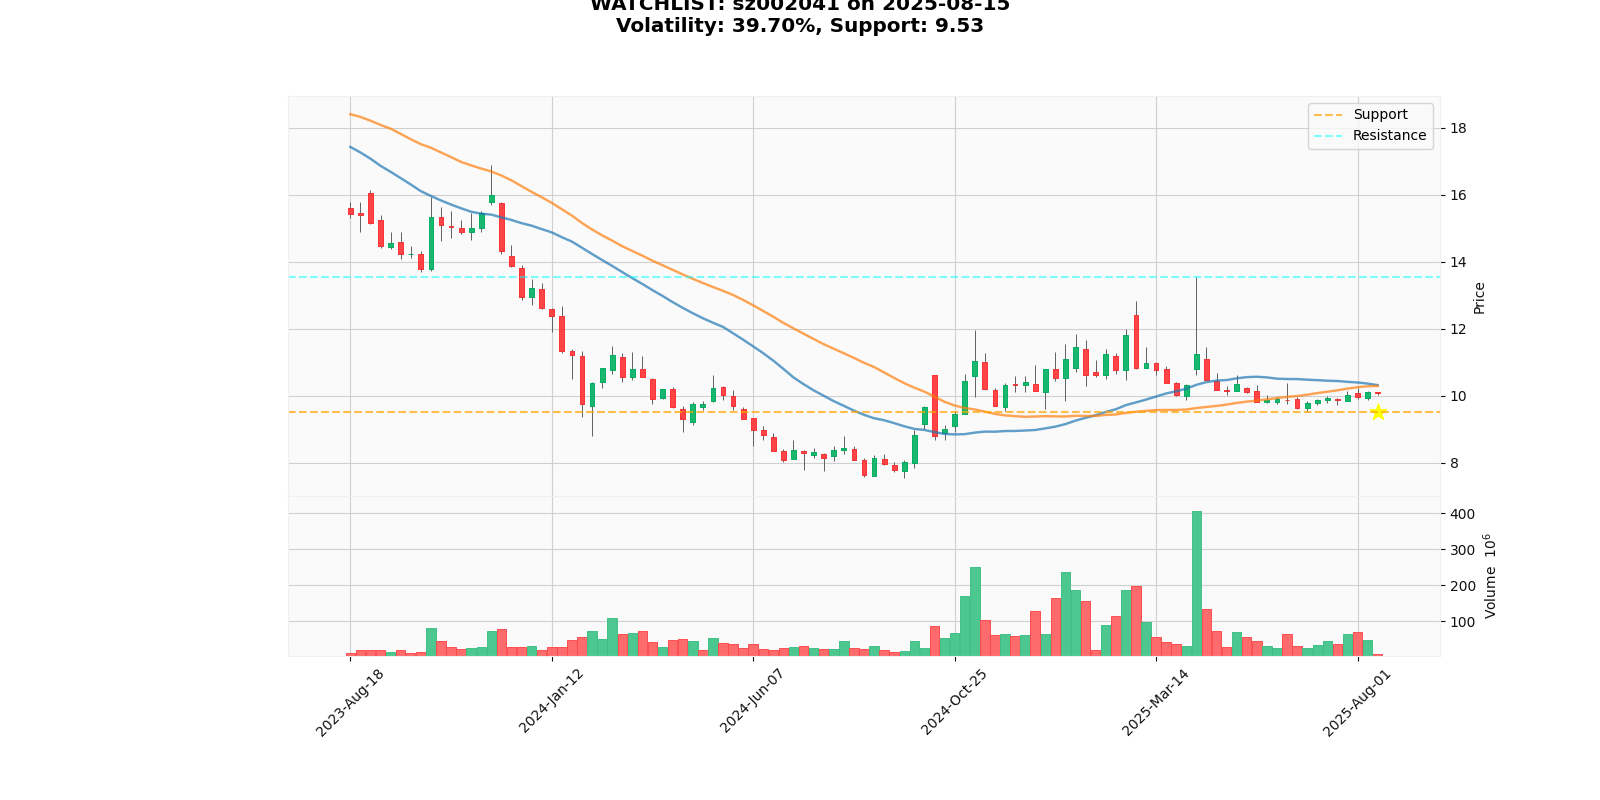 WATCHLIST: sz002041 on 2025-08-15
Volatility: 39.70%, Support: 9.53
Support
Resistance
18
16
14
12
10
8
Price
400
300
200
100
Volume 10⁶
2023-Aug-18
2024-Jan-12
2024-Jun-07
2024-Oct-25
2025-Mar-14
2025-Aug-01